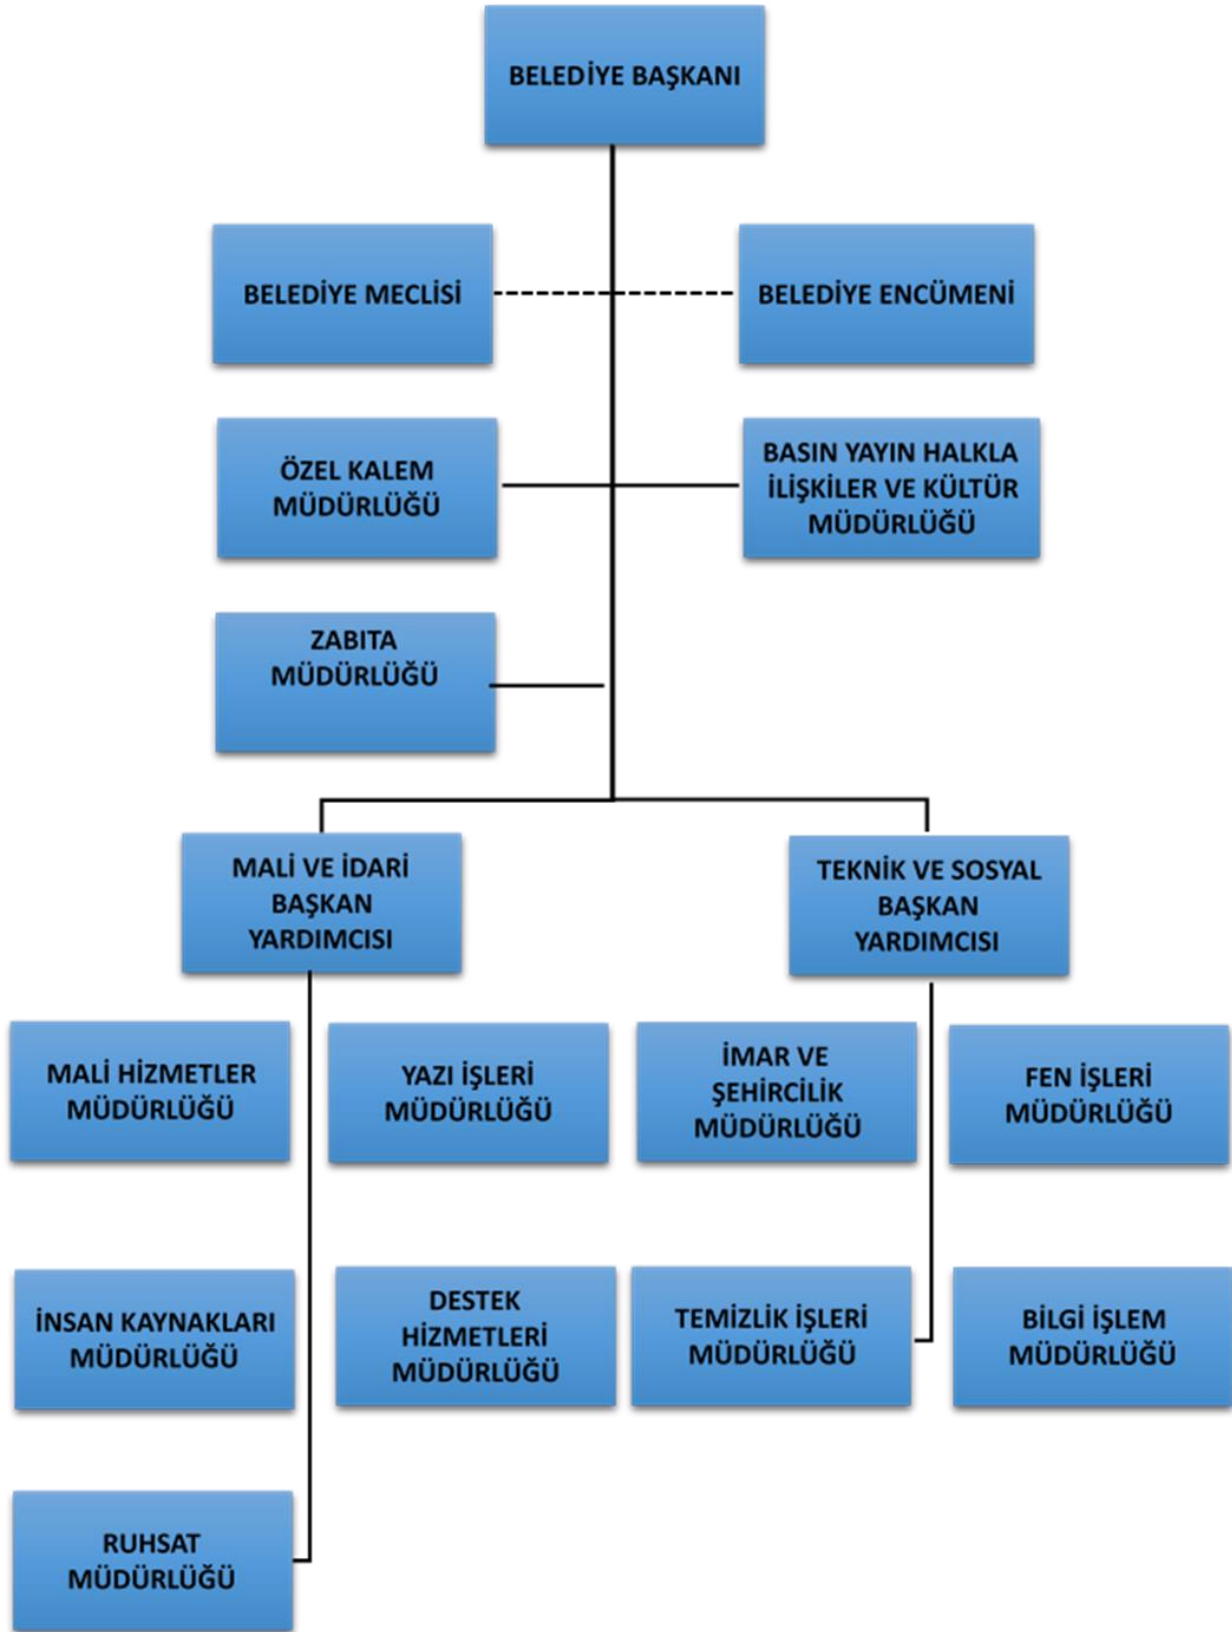 BELEDİYE BAŞKANI
BELEDİYE MECLİSİ
BELEDİYE ENCÜMENİ
ÖZEL KALEM
MÜDÜRLÜĞÜ
BASIN YAYIN HALKLA
İLİŞKİLER VE KÜLTÜR
MÜDÜRLÜĞÜ
ZABITA
MÜDÜRLÜĞÜ
MALİ VE İDARİ
BAŞKAN
YARDIMCISI
TEKNİK VE SOSYAL
BAŞKAN
YARDIMCISI
MALİ HİZMETLER
MÜDÜRLÜĞÜ
YAZI İŞLERİ
MÜDÜRLÜĞÜ
İMAR VE
ŞEHİRCİLİK
MÜDÜRLÜĞÜ
FEN İŞLERİ
MÜDÜRLÜĞÜ
İNSAN KAYNAKLARI
MÜDÜRLÜĞÜ
DESTEK
HİZMETLERİ
MÜDÜRLÜĞÜ
TEMİZLİK İŞLERİ
MÜDÜRLÜĞÜ
BİLGİ İŞLEM
MÜDÜRLÜĞÜ
RUHSAT
MÜDÜRLÜĞÜ